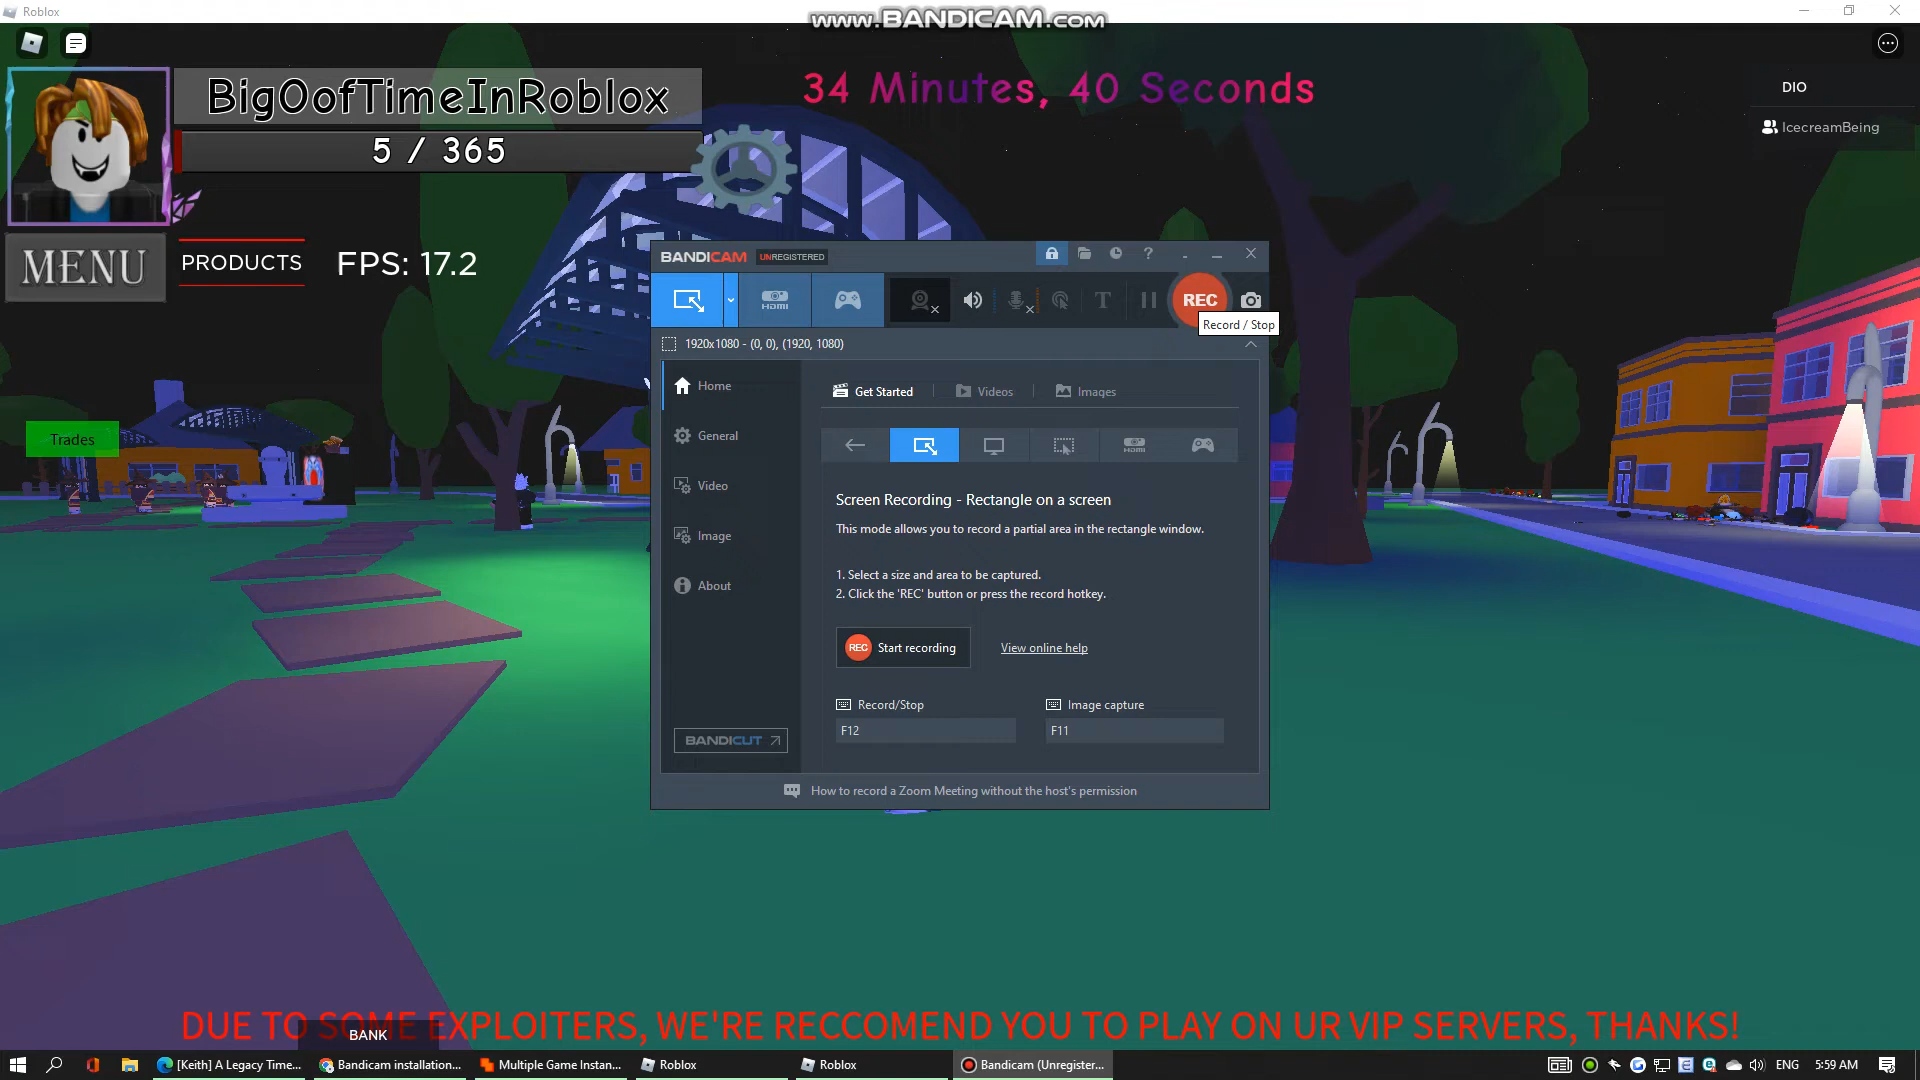 Roblox
www.BANDICAM.com
BigOofTimeInRoblox
34 Minutes, 40 Seconds
DIO
IcecreamBeing
5 / 365
MENU
PRODUCTS
FPS: 17.2
BANDICAM
UNREGISTERED
HDMI
T
REC
Record / Stop
1920x1080 - (0, 0), (1920, 1080)
Home
General
Video
Image
About
BANDICUT
Get Started
Videos
Images
HDMI
Screen Recording - Rectangle on a screen
This mode allows you to record a partial area in the rectangle window.
1. Select a size and area to be captured.
2. Click the 'REC' button or press the record hotkey.
REC Start recording
View online help
Record/Stop
Image capture
F12
F11
How to record a Zoom Meeting without the host's permission
Trades
DUE TO SOME EXPLOITERS, WE'RE RECCOMEND YOU TO PLAY ON UR VIP SERVERS, THANKS!
BANK
[Keith] A Legacy Time...
Bandicam installation...
Multiple Game Instan...
Roblox
Roblox
Bandicam (Unregister...
ENG
5:59 AM